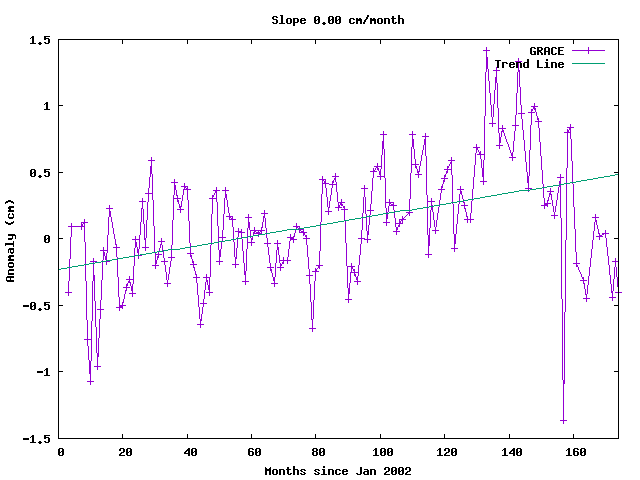 Slope 0.00 cm/month
GRACE
Trend Line
Anomaly (cm)
1.5
1
0.5
0
-0.5
-1
-1.5
0 20 40 60 80 100 120 140 160
Months since Jan 2002